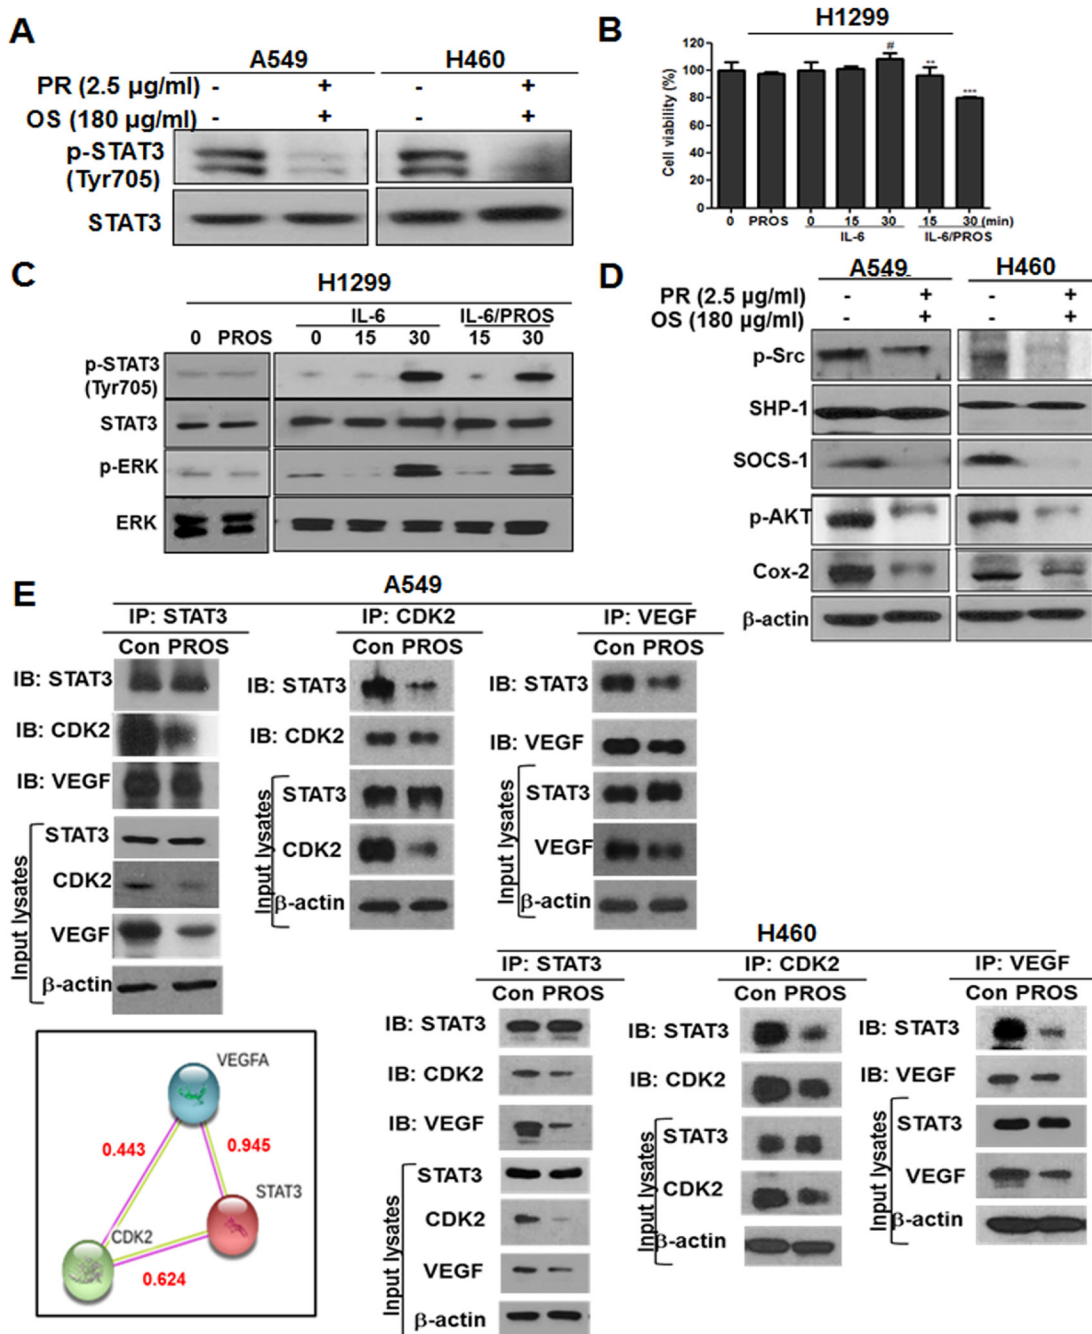 A
A549 H460
PR (2.5 µg/ml) - + - +
OS (180 µg/ml) - + - +
p-STAT3
(Tyr705)
STAT3
B
H1299
Cell viability (%)
120
100
80
60
40
20
0
# ** ***
0 PROS 0 15 30 15 30 (min)
IL-6 IL-6/PROS
C
H1299
IL-6 IL-6/PROS
0 PROS 0 15 30 15 30
p-STAT3
(Tyr705)
STAT3
p-ERK
ERK
D
A549 H460
PR (2.5 µg/ml) - + - +
OS (180 µg/ml) - + - +
p-Src
SHP-1
SOCS-1
p-AKT
Cox-2
β-actin
E
A549
IP: STAT3
Con PROS
IB: STAT3
IB: CDK2
IB: VEGF
Input lysates
STAT3
CDK2
VEGF
β-actin
IP: CDK2
Con PROS
IB: STAT3
IB: CDK2
Input lysates
STAT3
CDK2
β-actin
IP: VEGF
Con PROS
IB: STAT3
IB: VEGF
Input lysates
STAT3
VEGF
β-actin
H460
IP: STAT3
Con PROS
IB: STAT3
IB: CDK2
IB: VEGF
Input lysates
STAT3
CDK2
VEGF
β-actin
IP: CDK2
Con PROS
IB: STAT3
IB: CDK2
Input lysates
STAT3
CDK2
β-actin
IP: VEGF
Con PROS
IB: STAT3
IB: VEGF
Input lysates
STAT3
VEGF
β-actin
VEGFA
0.443 0.945
STAT3
CDK2
0.624